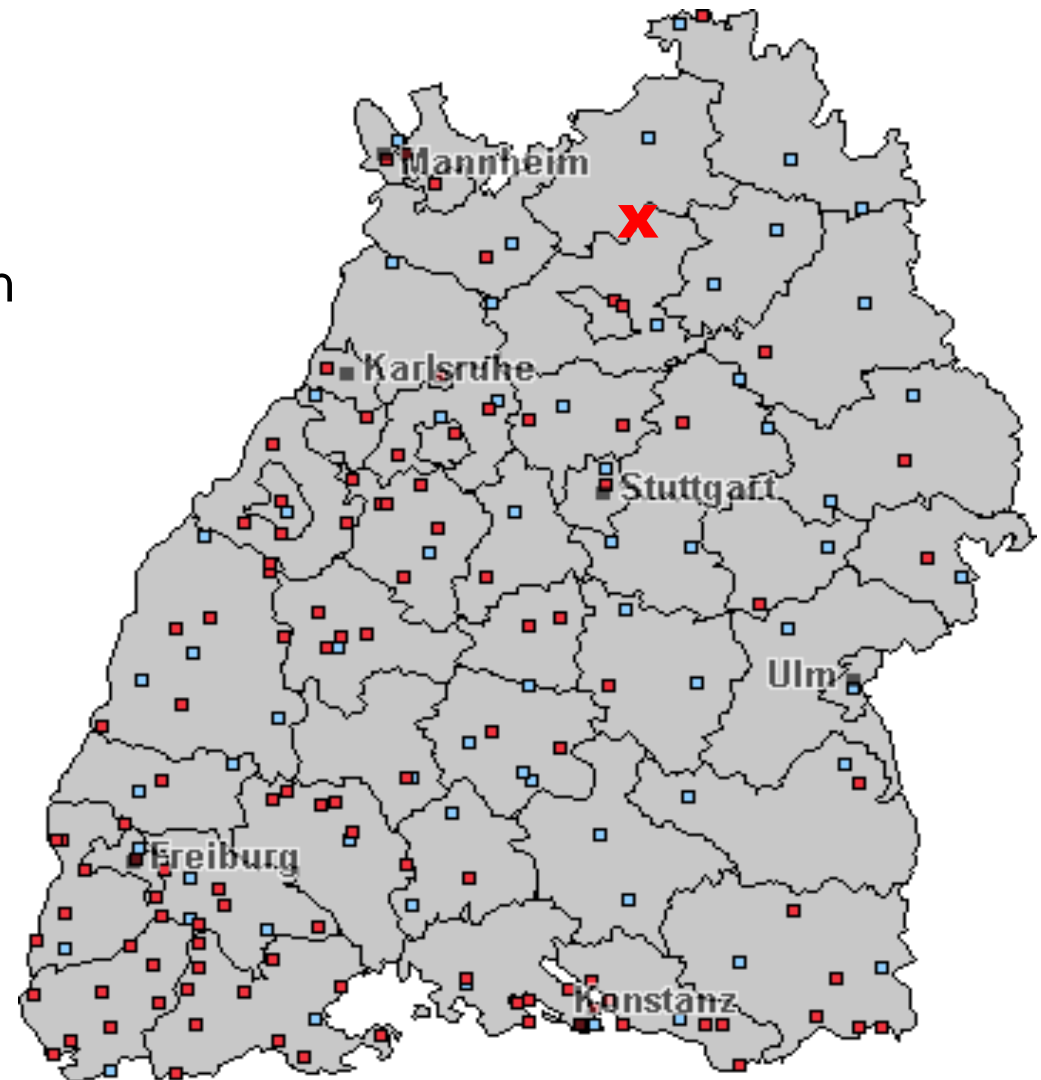 Mannheim
x
n
Karlsruhe
Stuttgart
Ulm
Freiburg
Konstanz